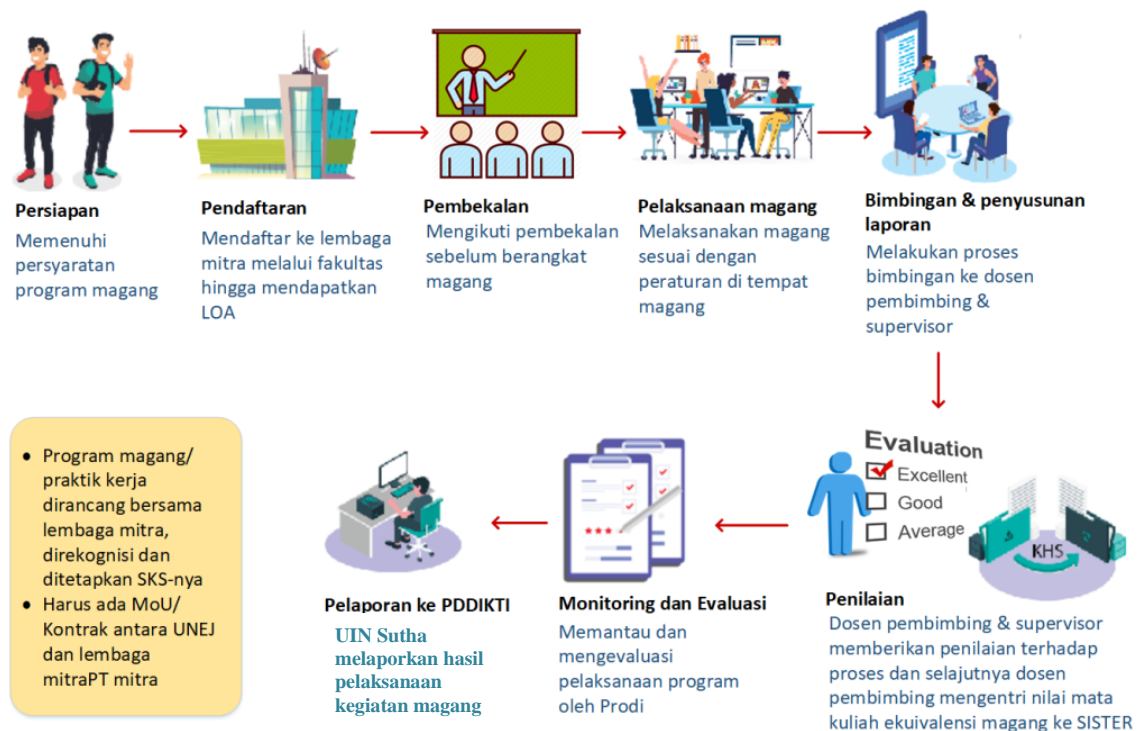 Persiapan
Memenuhi
persyaratan
program magang
Pendaftaran
Mendaftar ke lembaga
mitra melalui fakultas
hingga mendapatkan
LOA
Pembekalan
Mengikuti pembekalan
sebelum berangkat
magang
Pelaksanaan magang
Melaksanakan magang
sesuai dengan
peraturan di tempat
magang
Bimbingan & penyusunan
laporan
Melakukan proses
bimbingan ke dosen
pembimbing &
supervisor
Evaluation
Excellent
Good
Average
KHS
Penilaian
Dosen pembimbing & supervisor
memberikan penilaian terhadap
proses dan selajutnya dosen
pembimbing mengentri nilai mata
kuliah ekuivalensi magang ke SISTER
Monitoring dan Evaluasi
Memantau dan
mengevaluasi
pelaksanaan program
oleh Prodi
Pelaporan ke PDDIKTI
UIN Sutha
melaporkan hasil
pelaksanaan
kegiatan magang
• Program magang/
praktik kerja
dirancang bersama
lembaga mitra,
direkognisi dan
ditetapkan SKS-nya
• Harus ada MoU/
Kontrak antara UNEJ
dan lembaga
mitraPT mitra